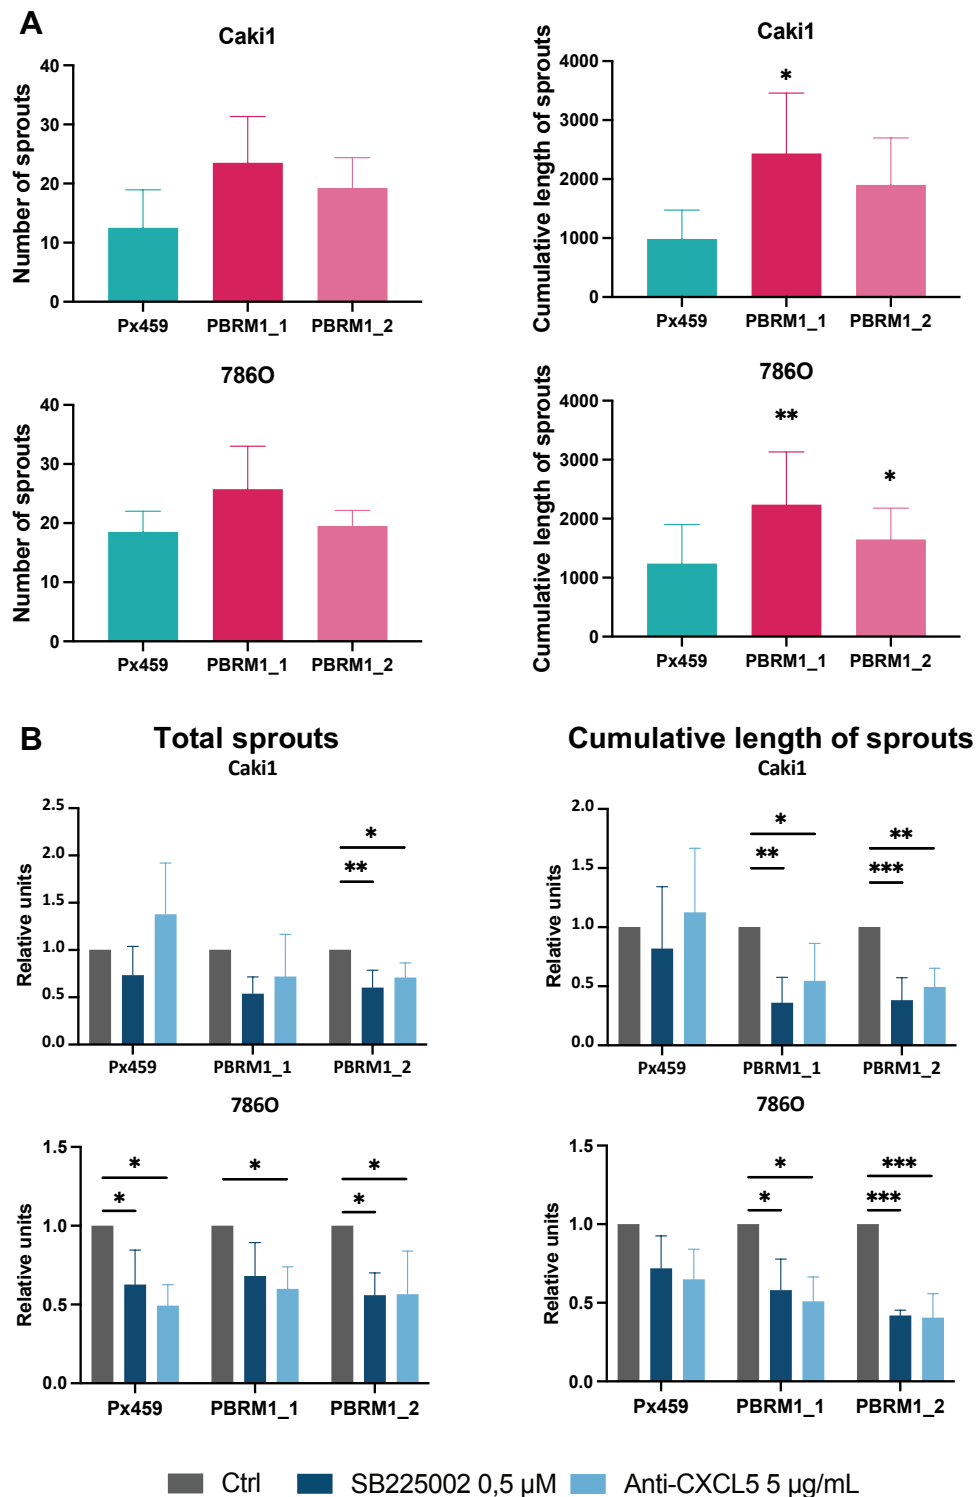 A
Caki1
Number of sprouts
40
30
20
10
0
Px459 PBRM1_1 PBRM1_2
Caki1
Cumulative length of sprouts
4000
3000
2000
1000
0
*
Px459 PBRM1_1 PBRM1_2
786O
Number of sprouts
40
30
20
10
0
Px459 PBRM1_1 PBRM1_2
786O
Cumulative length of sprouts
4000
3000
2000
1000
0
**
*
Px459 PBRM1_1 PBRM1_2
B
Total sprouts
Caki1
Relative units
2.5
2.0
1.5
1.0
0.5
0.0
*
**
Px459 PBRM1_1 PBRM1_2
Cumulative length of sprouts
Caki1
Relative units
2.0
1.5
1.0
0.5
0.0
*
**
**
***
Px459 PBRM1_1 PBRM1_2
786O
Relative units
1.5
1.0
0.5
0.0
*
*
*
*
*
Px459 PBRM1_1 PBRM1_2
786O
Relative units
1.5
1.0
0.5
0.0
*
*
***
***
Px459 PBRM1_1 PBRM1_2
Ctrl SB225002 0,5 μM Anti-CXCL5 5 μg/mL